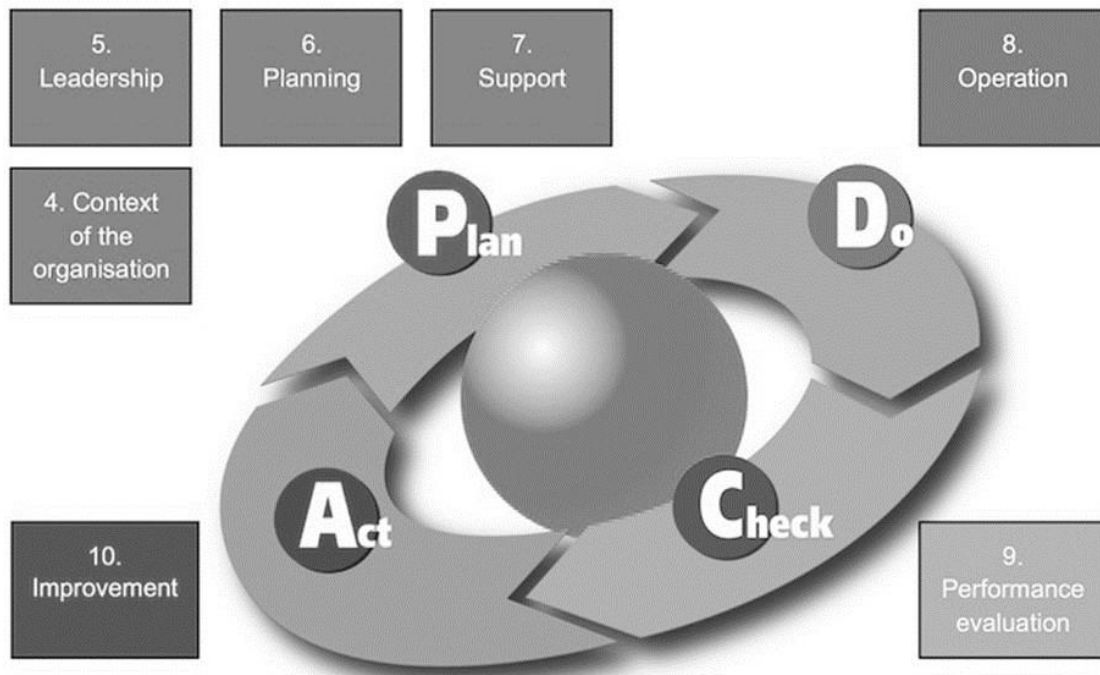 5.
Leadership
6.
Planning
7.
Support
8.
Operation
4. Context
of the
organisation
Plan
Do
Act
Check
10.
Improvement
9.
Performance
evaluation